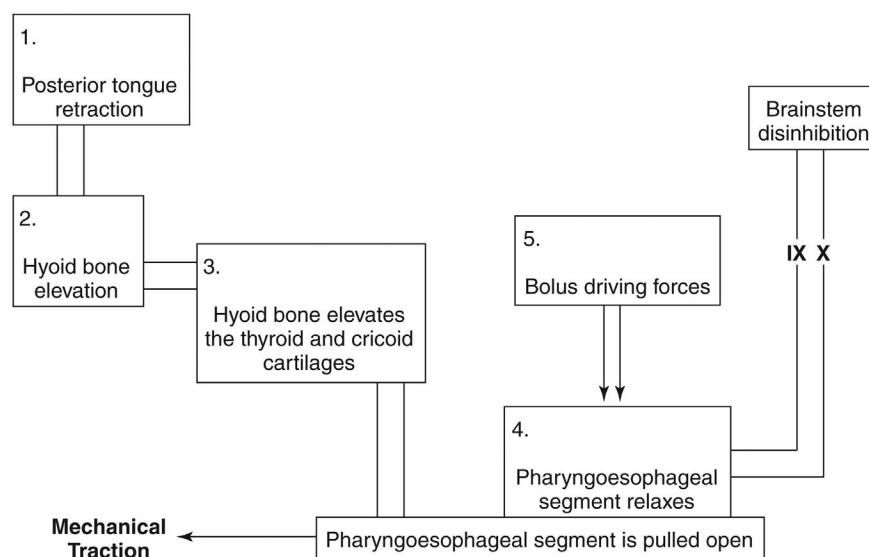 1.
Posterior tongue
retraction
Brainstem
disinhibition
2.
Hyoid bone
elevation
3.
Hyoid bone elevates
the thyroid and cricoid
cartilages
5.
Bolus driving forces
IX X
4.
Pharyngoesophageal
segment relaxes
Mechanical
Traction
Pharyngoesophageal segment is pulled open